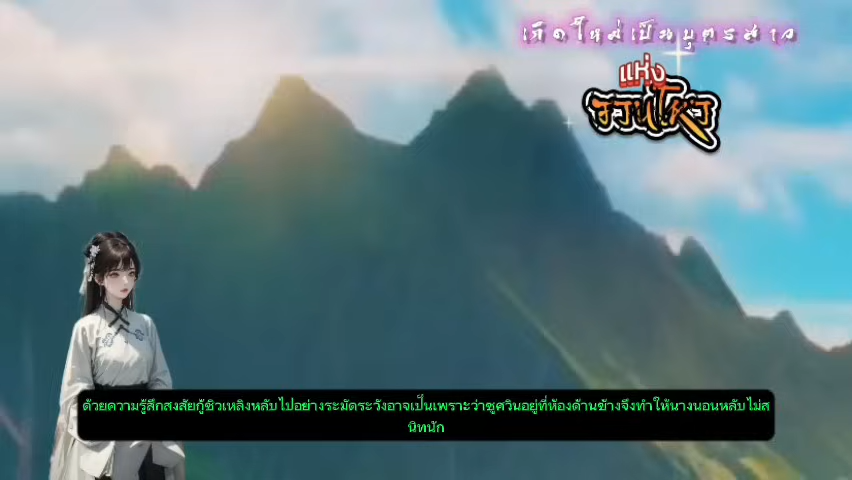 เกิดใหม่เป็นบุตรสาว
แห่ง
ฮวนโหว
ด้วยความรู้สึกสงสัยกู้ซิวเหลิงหลับไปอย่างระมัดระวังอาจเป็นเพราะว่าซูศวินอยู่ที่ห้องด้านข้างจึงทำให้นางนอนหลับไม่ส
นิทนัก